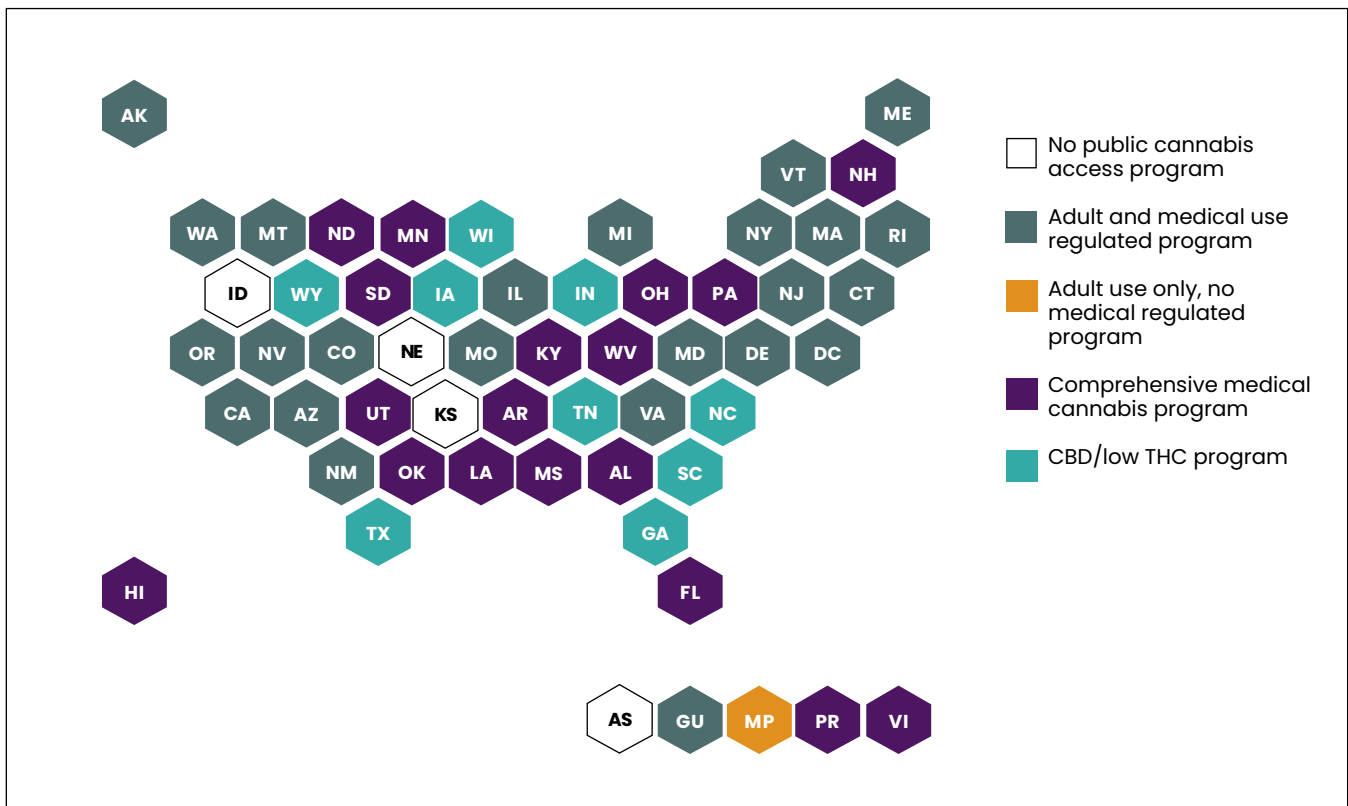 AK
ME
VT
NH
WA
MT
ND
MN
WI
MI
NY
MA
RI
ID
WY
SD
IA
IL
IN
OH
PA
NJ
CT
OR
NV
CO
NE
MO
KY
WV
MD
DE
DC
CA
AZ
UT
KS
AR
TN
VA
NC
NM
OK
LA
MS
AL
SC
TX
GA
HI
FL
AS
GU
MP
PR
VI
No public cannabis
access program
Adult and medical use
regulated program
Adult use only, no
medical regulated
program
Comprehensive medical
cannabis program
CBD/low THC program